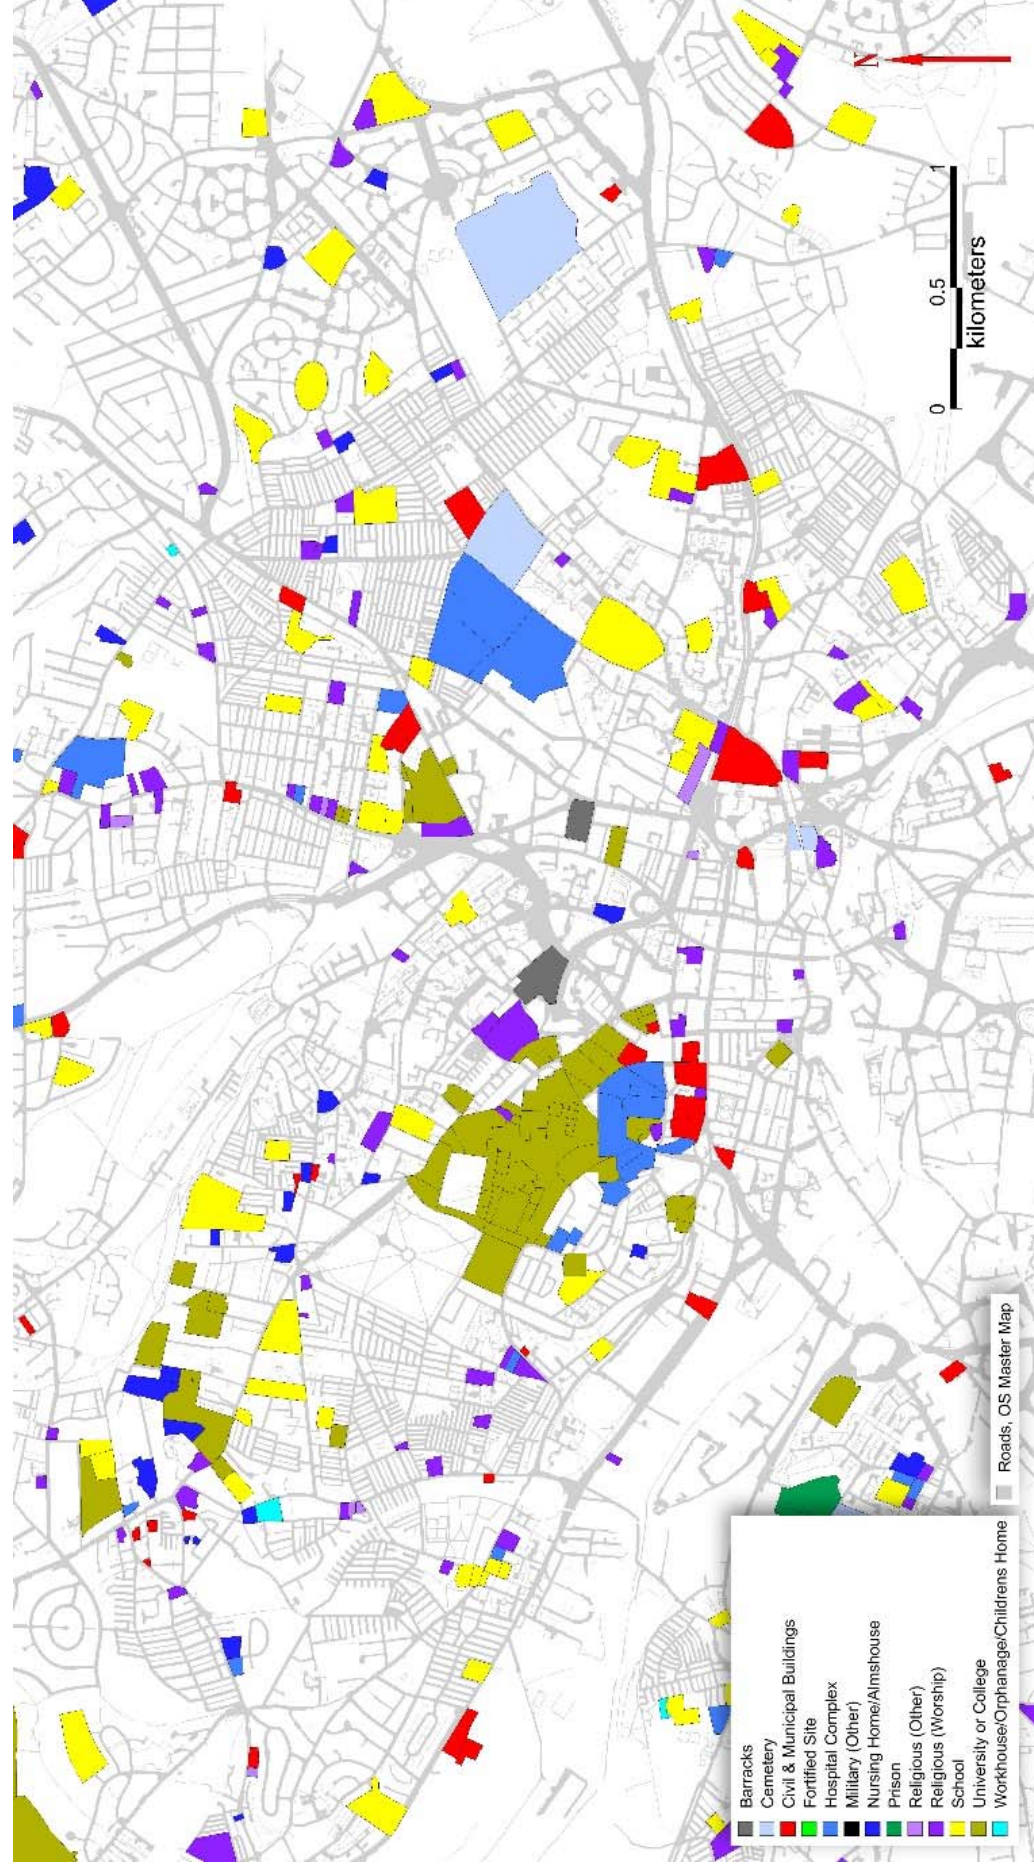 N
0 0.5 1
kilometers
Barracks
Cemetery
Civil & Municipal Buildings
Fortified Site
Hospital Complex
Military (Other)
Nursing Home/Almshouse
Prison
Religious (Other)
Religious (Worship)
School
University or College
Workhouse/Orphanage/Childrens Home
Roads, OS Master Map